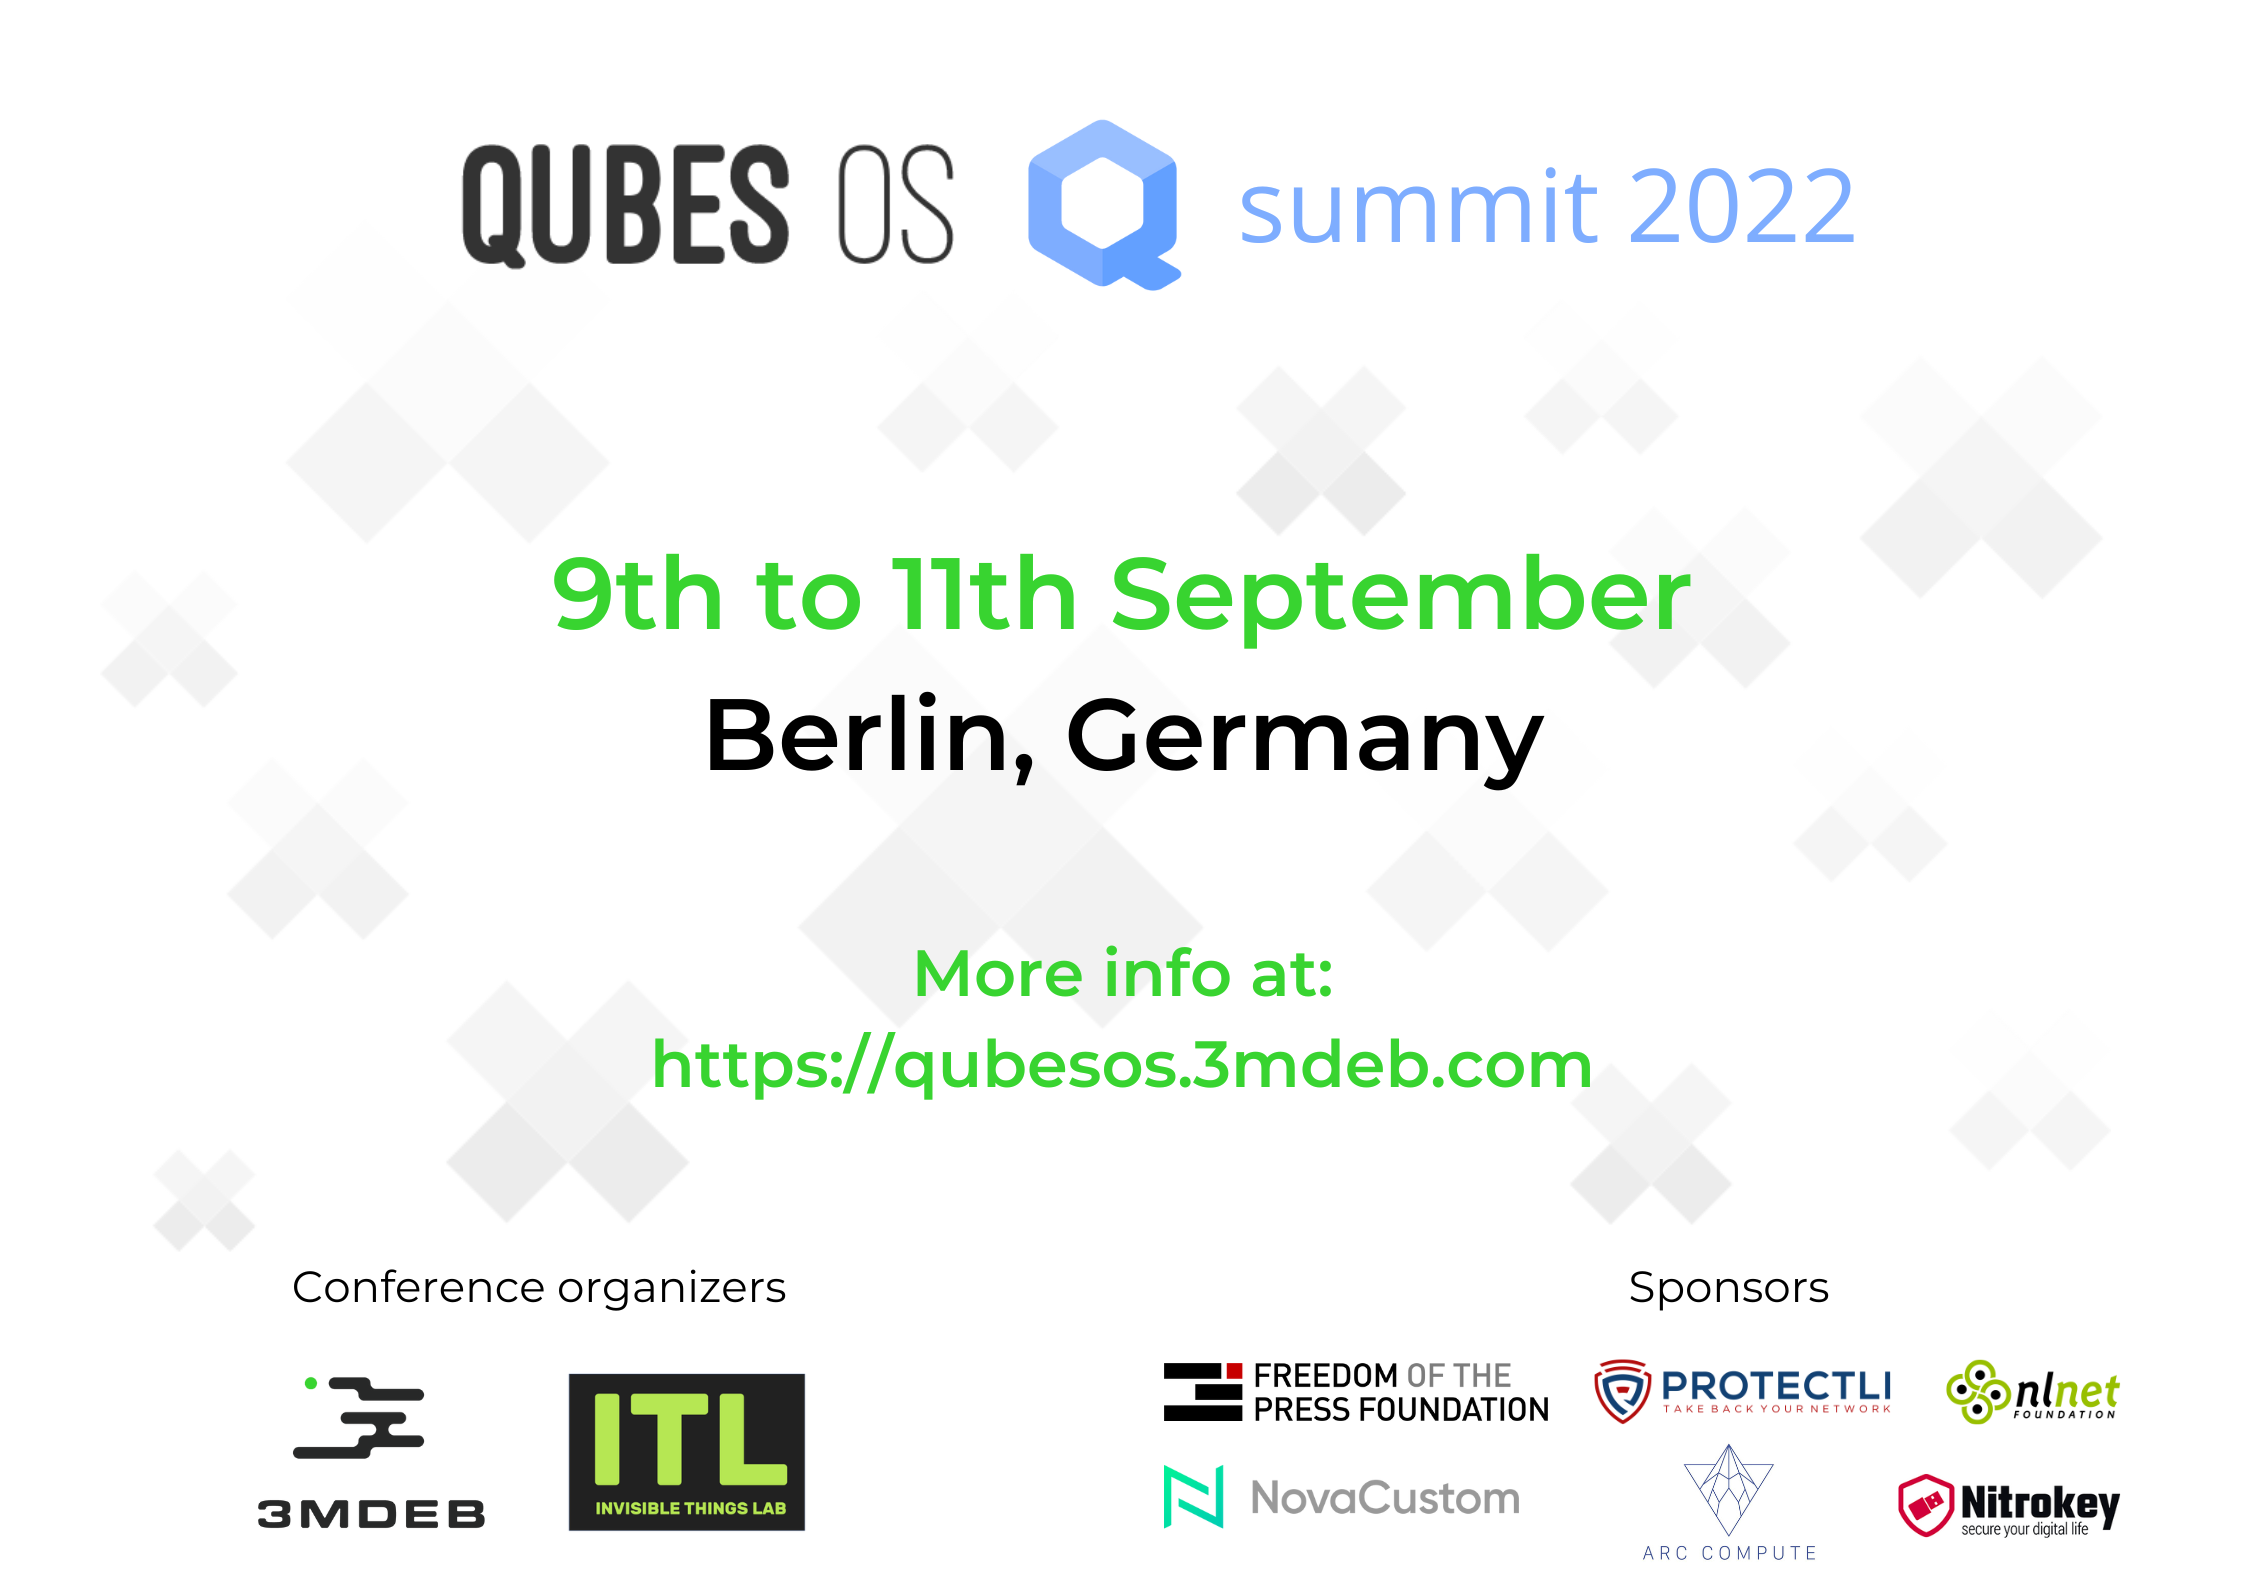 QUBES OS summit 2022
9th to 11th September
Berlin, Germany
More info at:
https://qubesos.3mdeb.com
Conference organizers
3MDEB
ITL
INVISIBLE THINGS LAB
Sponsors
FREEDOM OF THE
PRESS FOUNDATION
PROTECTLI
TAKE BACK YOUR NETWORK
nlnet
FOUNDATION
NovaCustom
ARC COMPUTE
Nitrokey
secure your digital life